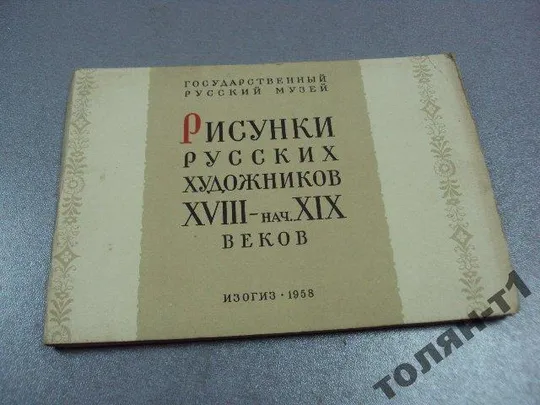 ГОСУДАРСТВЕННЫЙ
РУССКИЙ МУЗЕЙ
РИСУНКИ
РУССКИХ
ХУДОЖНИКОВ
XVIII–НАЧ. XIX
ВЕКОВ
ИЗОГИЗ · 1958
ТОЛЯН-Т1